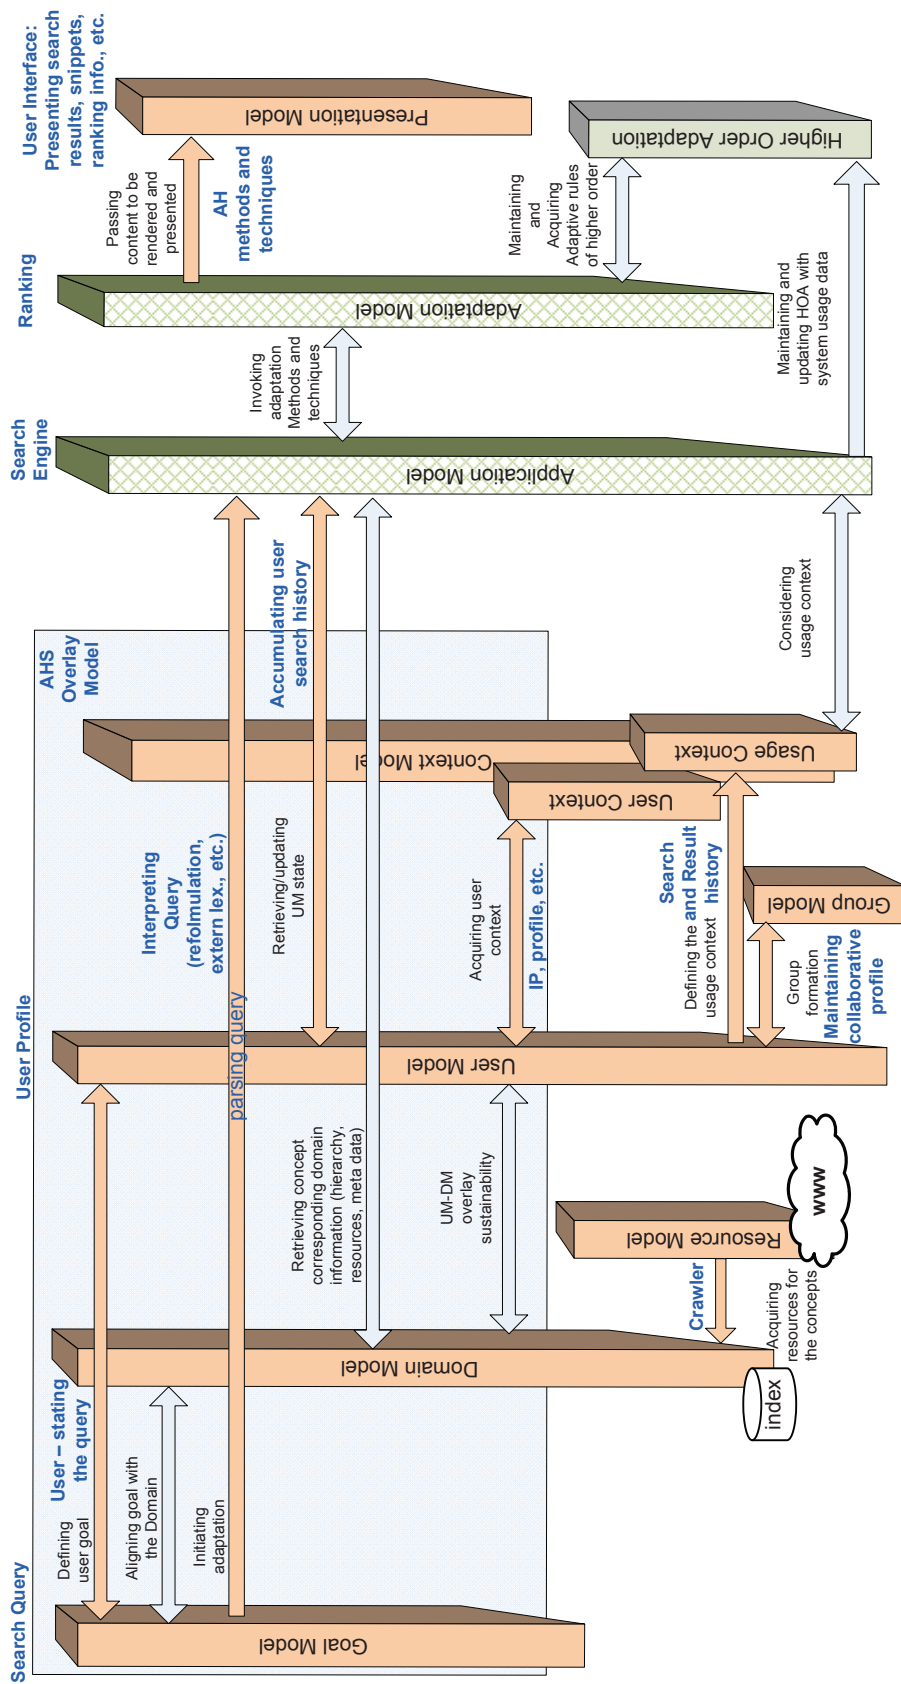 Search Query
User Profile
Search
Engine
Ranking
User Interface:
Presenting search
results, snippets,
ranking info., etc.
User – stating
the query
Defining
user goal
Aligning goal with
the Domain
Initiating
adaptation
Goal Model
Domain Model
index
Crawler
Acquiring
resources for
the concepts
Resource Model
www
Retrieving concept
corresponding domain
information (hierarchy,
resources, meta data)
UM-DM
overlay
sustainability
User Model
parsing query
Interpreting
Query
(refolmulation,
extern lex., etc.)
Retrieving/updating
UM state
Acquiring user
context
IP, profile, etc.
Search
and Result
history
Defining the
usage context
Group
formation
Maintaining
collaborative
profile
Group Model
User Context
Usage Context
Context Model
AHS
Overlay
Model
Accumulating user
search history
Considering
usage context
Application Model
Invoking
adaptation
Methods and
techniques
Adaptation Model
Passing
content to be
rendered and
presented
AH
methods and
techniques
Presentation Model
Maintaining
and
Acquiring
Adaptive rules
of higher order
Higher Order Adaptation
Maintaining and
updating HOA with
system usage data